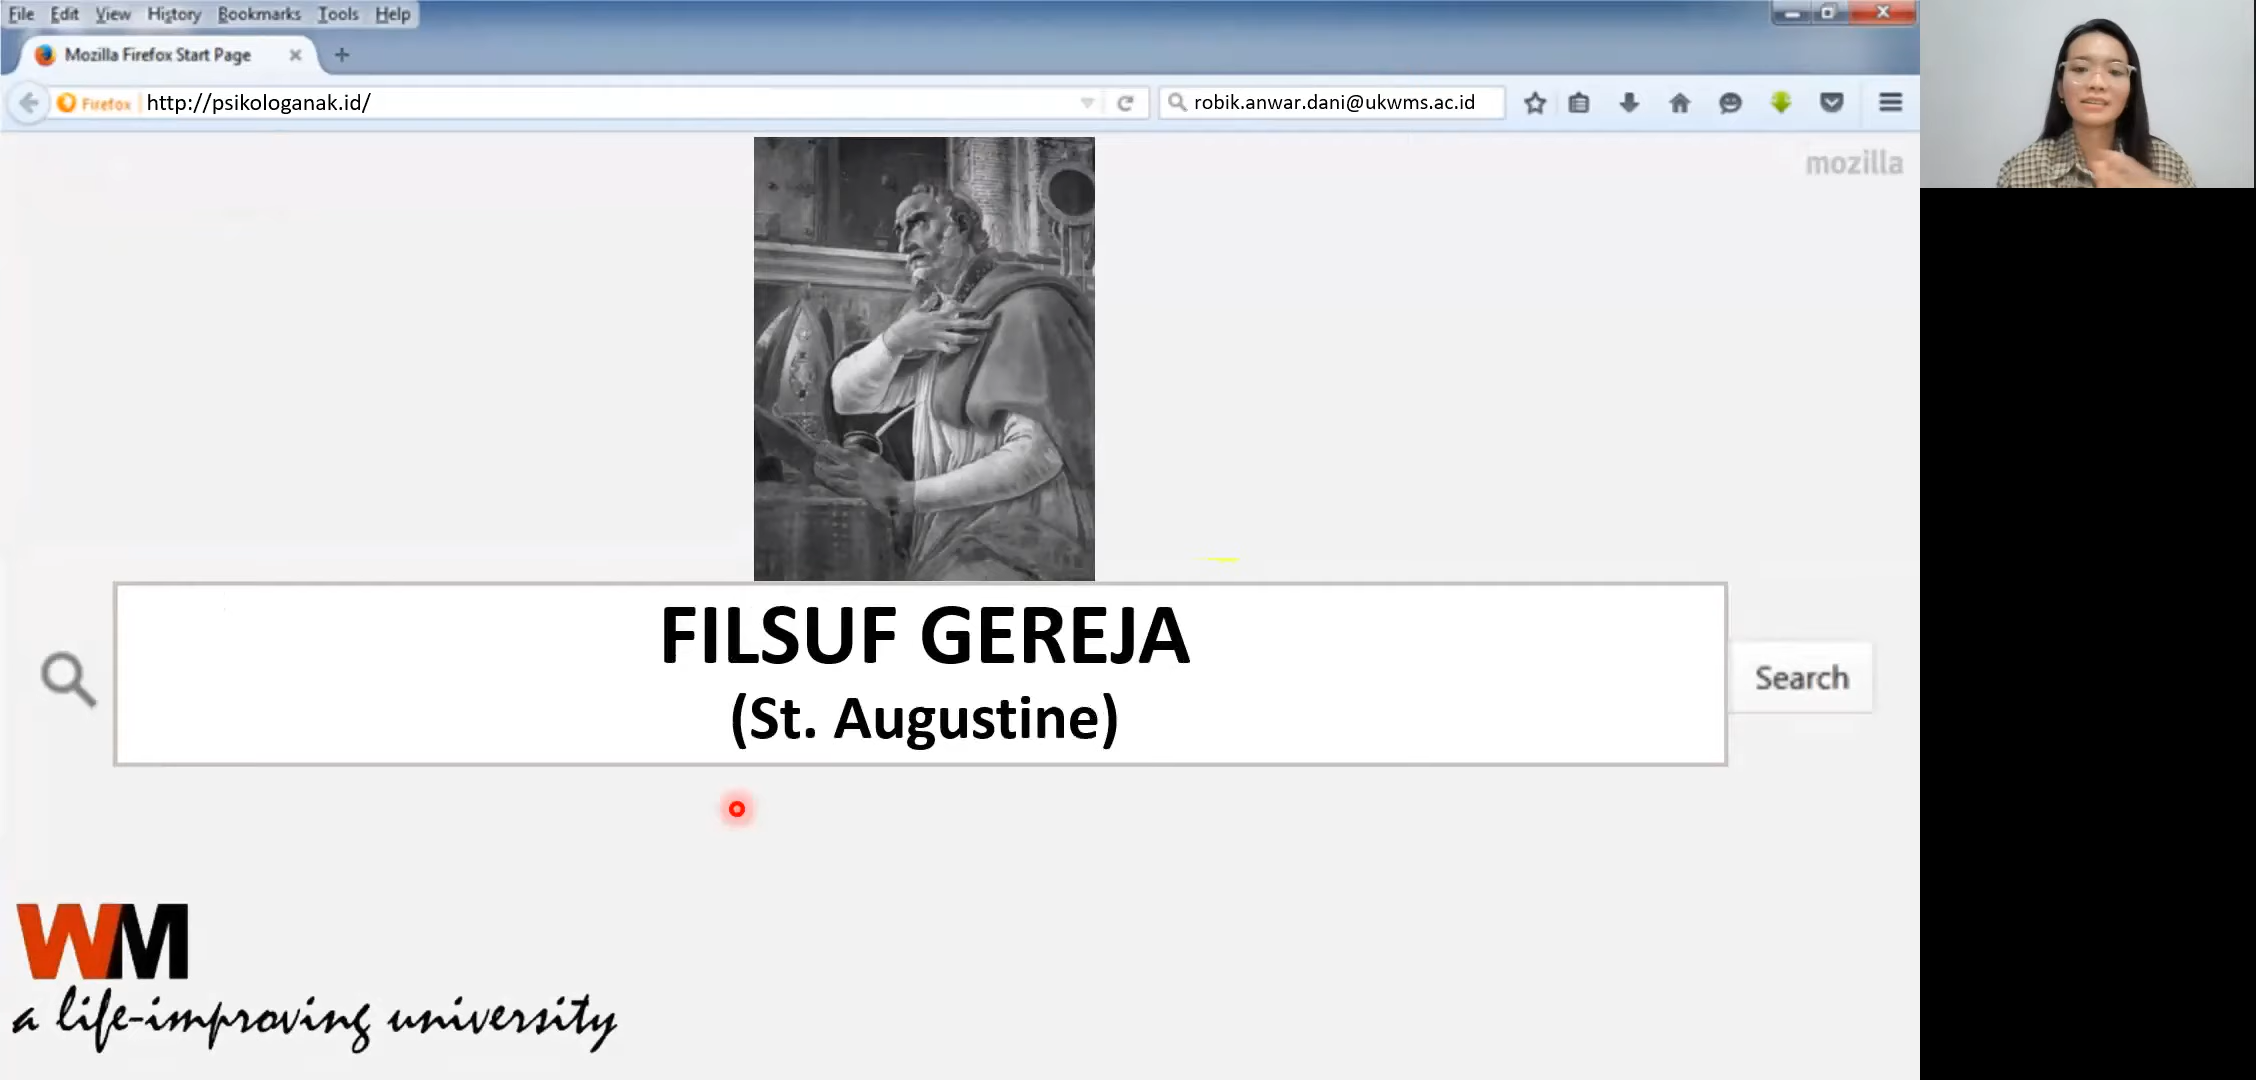 File Edit View History Bookmarks Tools Help
Mozilla Firefox Start Page
Firefox http://psikologanak.id/
robik.anwar.dani@ukwms.ac.id
mozilla
FILSUF GEREJA
(St. Augustine)
Search
WM
a life-improving university